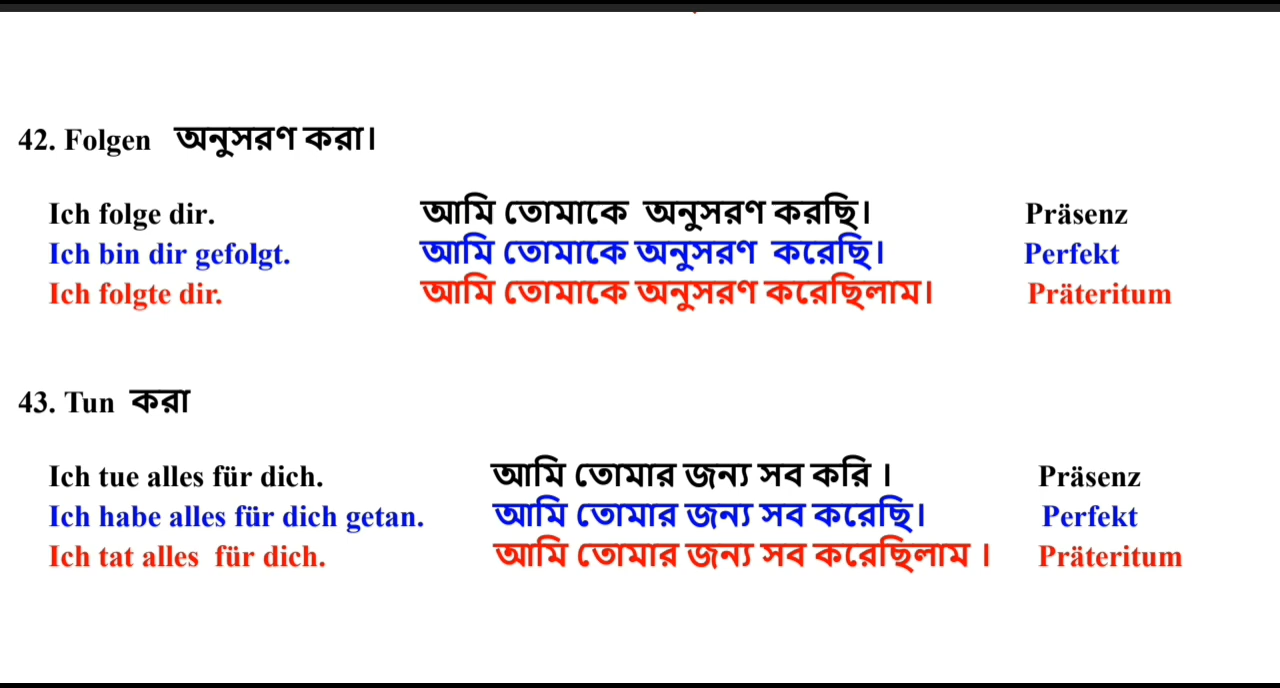 42. Folgen অনুসরণ করা।
Ich folge dir. আমি তোমাকে অনুসরণ করছি। Präsenz
Ich bin dir gefolgt. আমি তোমাকে অনুসরণ করেছি। Perfekt
Ich folgte dir. আমি তোমাকে অনুসরণ করেছিলাম। Präteritum
43. Tun করা
Ich tue alles für dich. আমি তোমার জন্য সব করি । Präsenz
Ich habe alles für dich getan. আমি তোমার জন্য সব করেছি। Perfekt
Ich tat alles für dich. আমি তোমার জন্য সব করেছিলাম । Präteritum